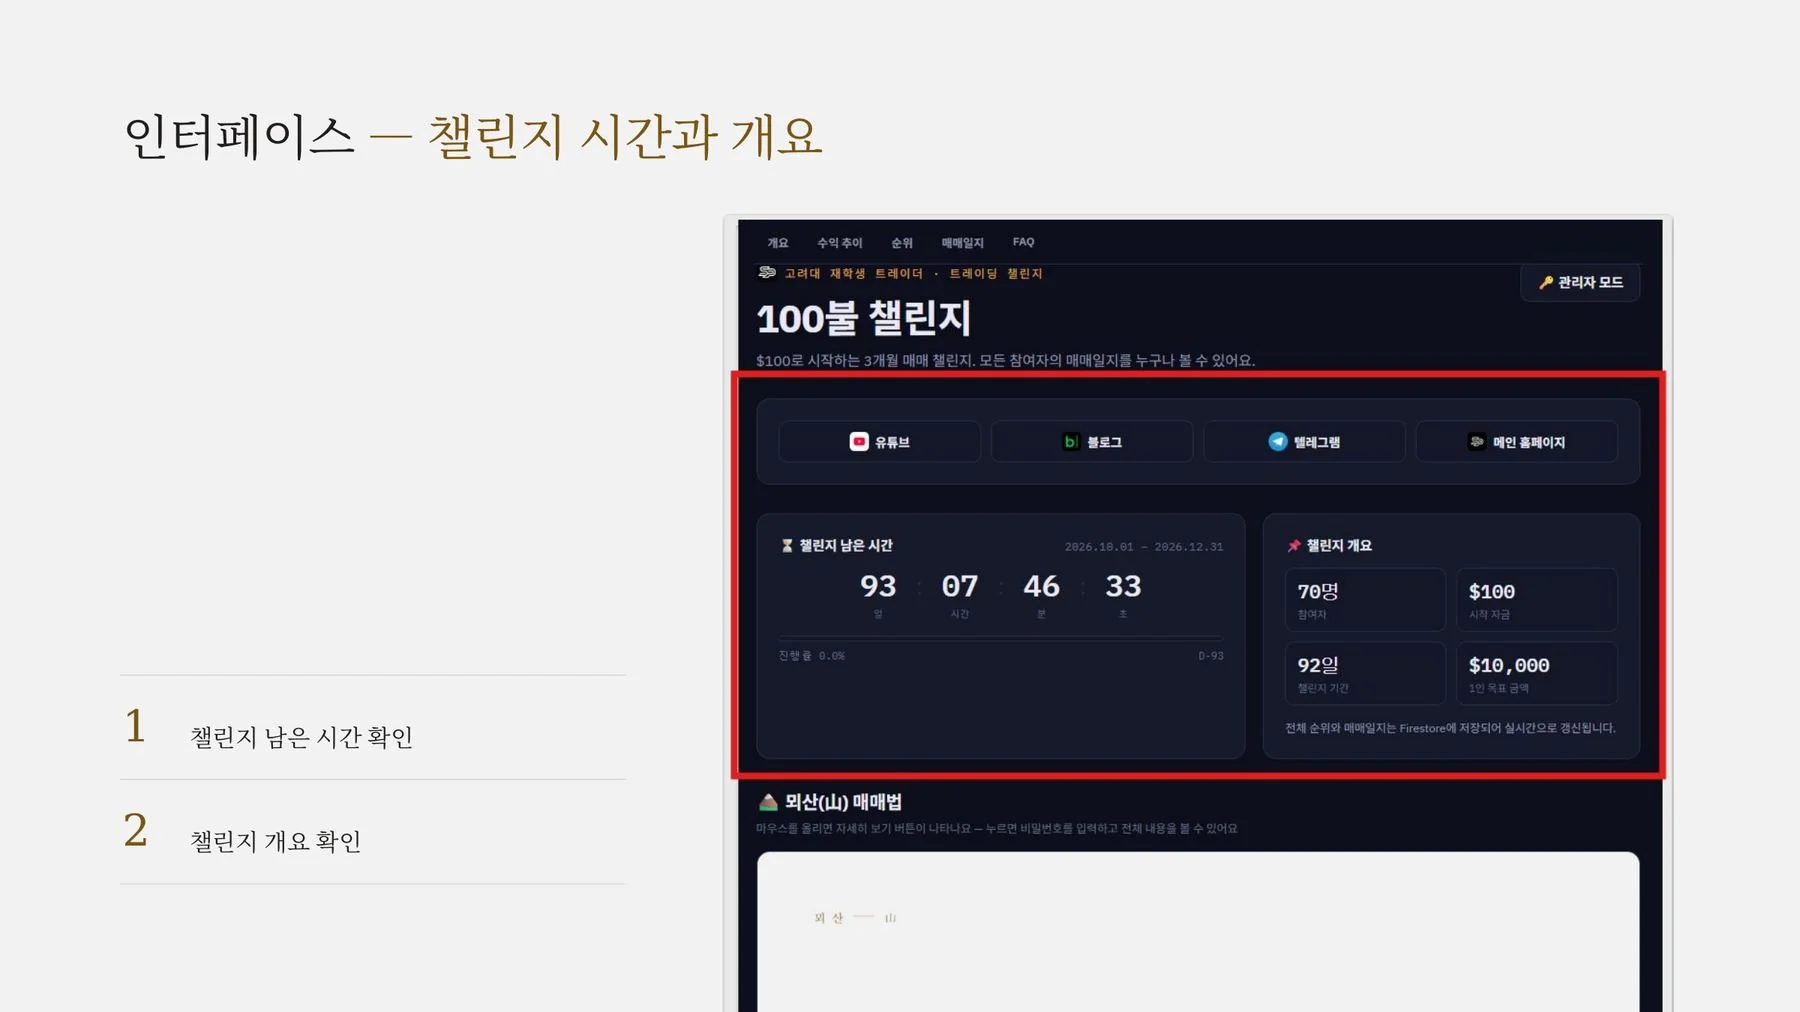 인터페이스 — 챌린지 시간과 개요
1 챌린지 남은 시간 확인
2 챌린지 개요 확인
개요 수익 추이 순위 매매일지 FAQ
고려대 재학생 트레이더 · 트레이딩 챌린지
관리자 모드
100불 챌린지
$100로 시작하는 3개월 매매 챌린지. 모든 참여자의 매매일지를 누구나 볼 수 있어요.
유튜브 블로그 텔레그램 메인 홈페이지
챌린지 남은 시간 2026.10.01 – 2026.12.31
93 : 07 : 46 : 33
일 시간 분 초
진행률 0.0% D-93
챌린지 개요
70명 $100
참여자 시작 자금
92일 $10,000
챌린지 기간 1인 목표 금액
전체 순위와 매매일지는 Firestore에 저장되어 실시간으로 갱신됩니다.
뫼산(山) 매매법
마우스를 올리면 자세히 보기 버튼이 나타나요 — 누르면 비밀번호를 입력하고 전체 내용을 볼 수 있어요
뫼 산 — 山